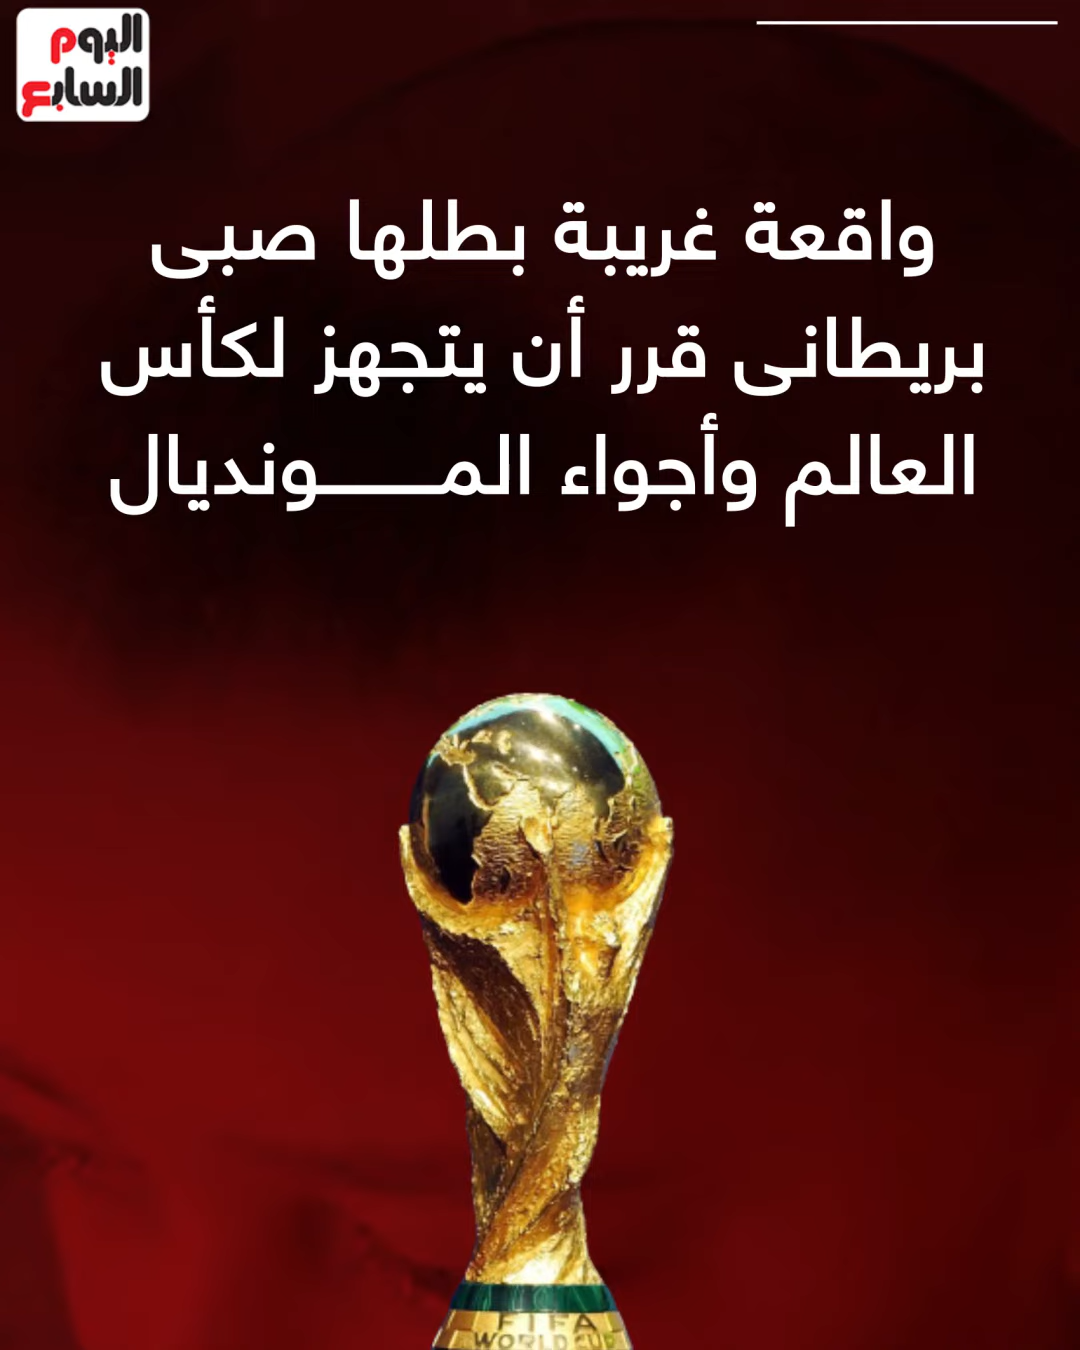 اليوم
السابع
واقعة غريبة بطلها صبى
بريطانى قرر أن يتجهز لكأس
العالم وأجواء المـــــونديال
FIFA
WORLD CUP